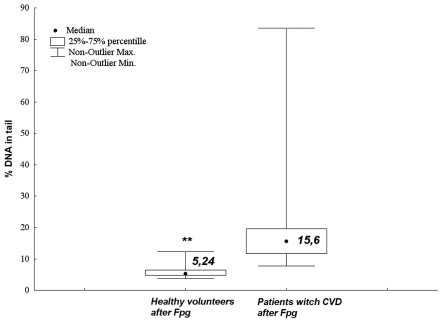 90
80
70
60
50
40
30
20
10
0
% DNA in tail
Median
25%-75% percentille
Non-Outlier Max.
Non-Outlier Min.
**
5,24
15,6
Healthy volunteers
after Fpg
Patients witch CVD
after Fpg